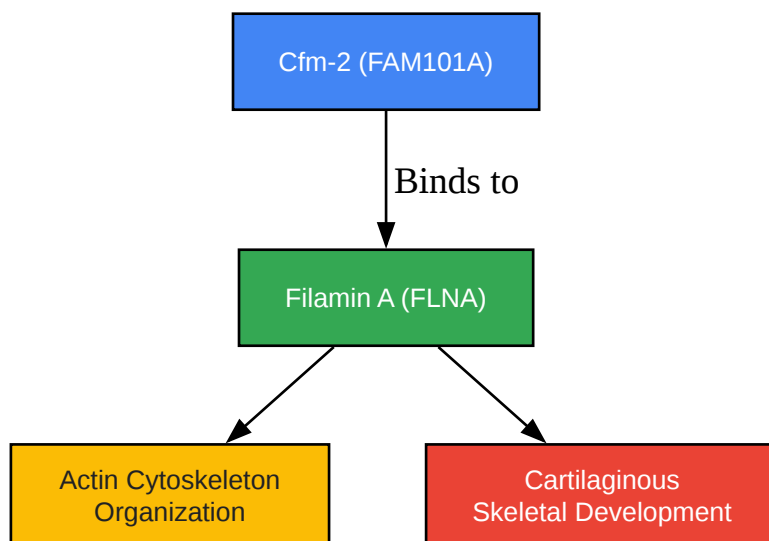 Cfm-2 (FAM101A)
Binds to
Filamin A (FLNA)
Actin Cytoskeleton
Organization
Cartilaginous
Skeletal Development